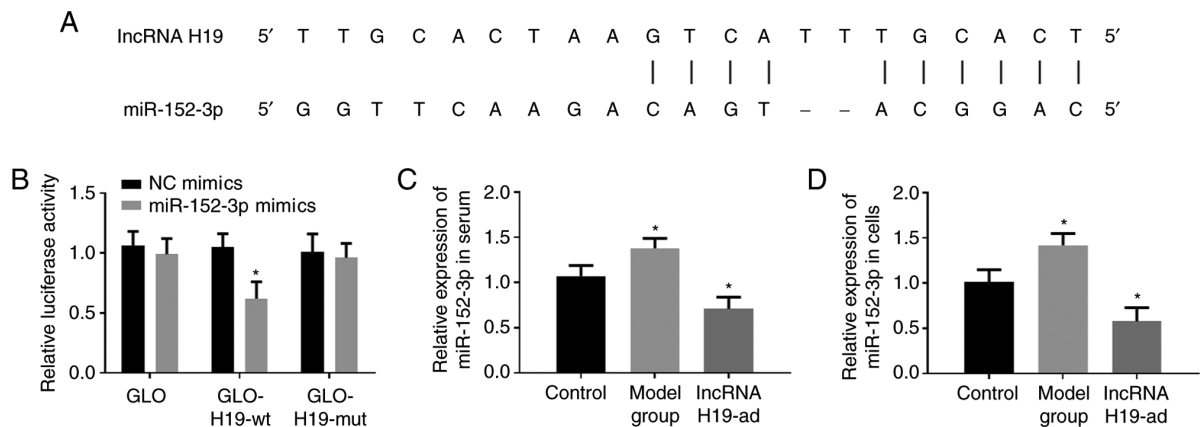 A
lncRNA H19 5′ T T G C A C T A A G T C A T T T G C A C T 5′
miR-152-3p 5′ G G T T C A A G A C A G T – – A C G G A C 5′
B
NC mimics
miR-152-3p mimics
Relative luciferase activity
1.5
1.0
0.5
0.0
*
GLO
GLO-
H19-wt
GLO-
H19-mut
C
Relative expression of
miR-152-3p in serum
2.0
1.5
1.0
0.5
0.0
*
*
Control
Model
group
lncRNA
H19-ad
D
Relative expression of
miR-152-3p in cells
2.0
1.5
1.0
0.5
0.0
*
*
Control
Model
group
lncRNA
H19-ad